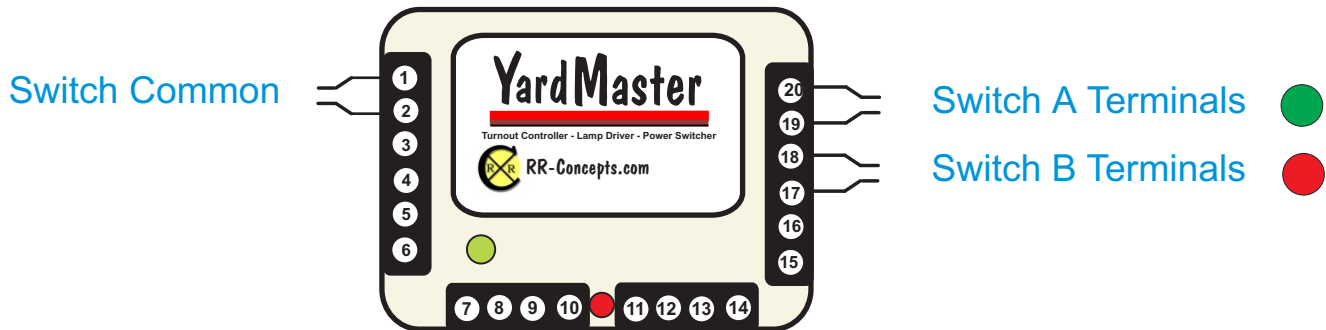 Switch Common
1
2
3
4
5
6
YardMaster
Turnout Controller - Lamp Driver - Power Switcher
R R
RR-Concepts.com
7 8 9 10 11 12 13 14
20
19
18
17
16
15
Switch A Terminals
Switch B Terminals